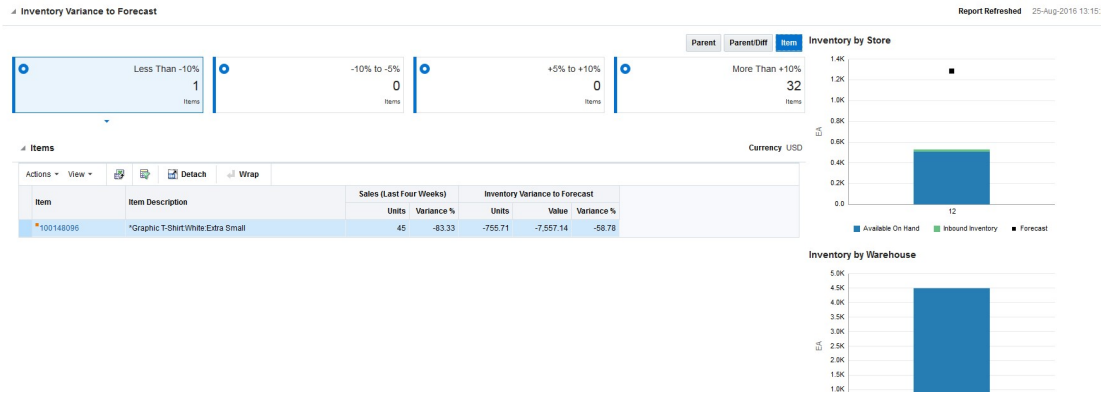 Inventory Variance to Forecast
Report Refreshed 25-Aug-2016 13:15:
Parent Parent/Diff Item
Less Than -10%
1
Items
-10% to -5%
0
Items
+5% to +10%
0
Items
More Than +10%
32
Items
Items
Currency USD
Actions View Detach Wrap
Item Item Description Sales (Last Four Weeks) Inventory Variance to Forecast
Units Variance % Units Value Variance %
100148096 *Graphic T-Shirt:White:Extra Small 45 -83.33 -755.71 -7,557.14 -58.78
Inventory by Store
1.4K
1.2K
1.0K
0.8K
0.6K
0.4K
0.2K
0.0
EA
12
Available On Hand Inbound Inventory Forecast
Inventory by Warehouse
5.0K
4.5K
4.0K
3.5K
3.0K
2.5K
2.0K
1.5K
1.0K
EA